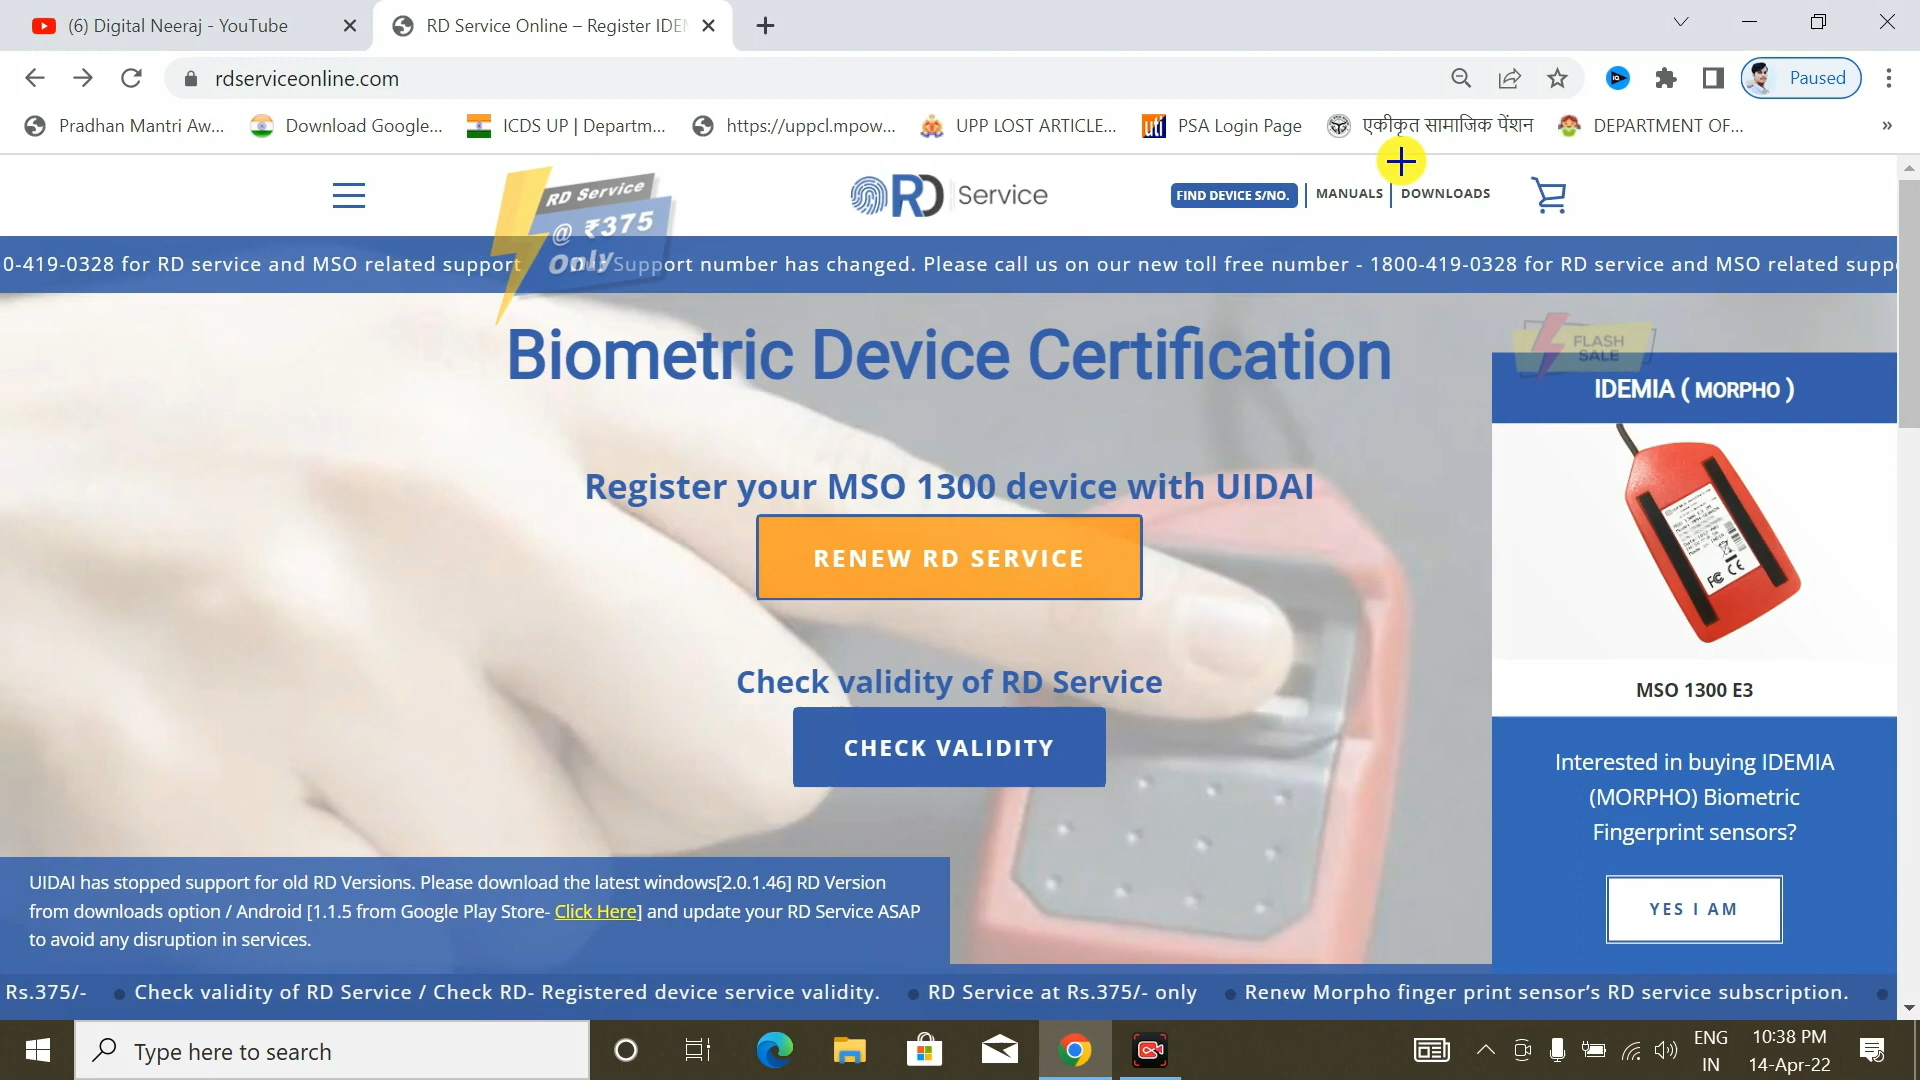 (6) Digital Neeraj - YouTube
RD Service Online – Register IDE
rdserviceonline.com
Paused
Pradhan Mantri Aw...
Download Google...
ICDS UP | Departm...
https://uppcl.mpow...
UPP LOST ARTICLE...
uti
PSA Login Page
एकीकृत सामाजिक पेंशन
DEPARTMENT OF...
»
RD Service
@ ₹375
Only
RD Service
FIND DEVICE S/NO.
MANUALS
DOWNLOADS
0-419-0328 for RD service and MSO related support
Support number has changed. Please call us on our new toll free number - 1800-419-0328 for RD service and MSO related supp
Biometric Device Certification
FLASH
SALE
IDEMIA ( MORPHO )
Register your MSO 1300 device with UIDAI
RENEW RD SERVICE
Check validity of RD Service
CHECK VALIDITY
FC CE
MSO 1300 E3
Interested in buying IDEMIA
(MORPHO) Biometric
Fingerprint sensors?
YES I AM
UIDAI has stopped support for old RD Versions. Please download the latest windows[2.0.1.46] RD Version
from downloads option / Android [1.1.5 from Google Play Store- Click Here] and update your RD Service ASAP
to avoid any disruption in services.
Rs.375/- ● Check validity of RD Service / Check RD- Registered device service validity. ● RD Service at Rs.375/- only ● Renew Morpho finger print sensor’s RD service subscription. ●
Type here to search
ENG
IN
10:38 PM
14-Apr-22